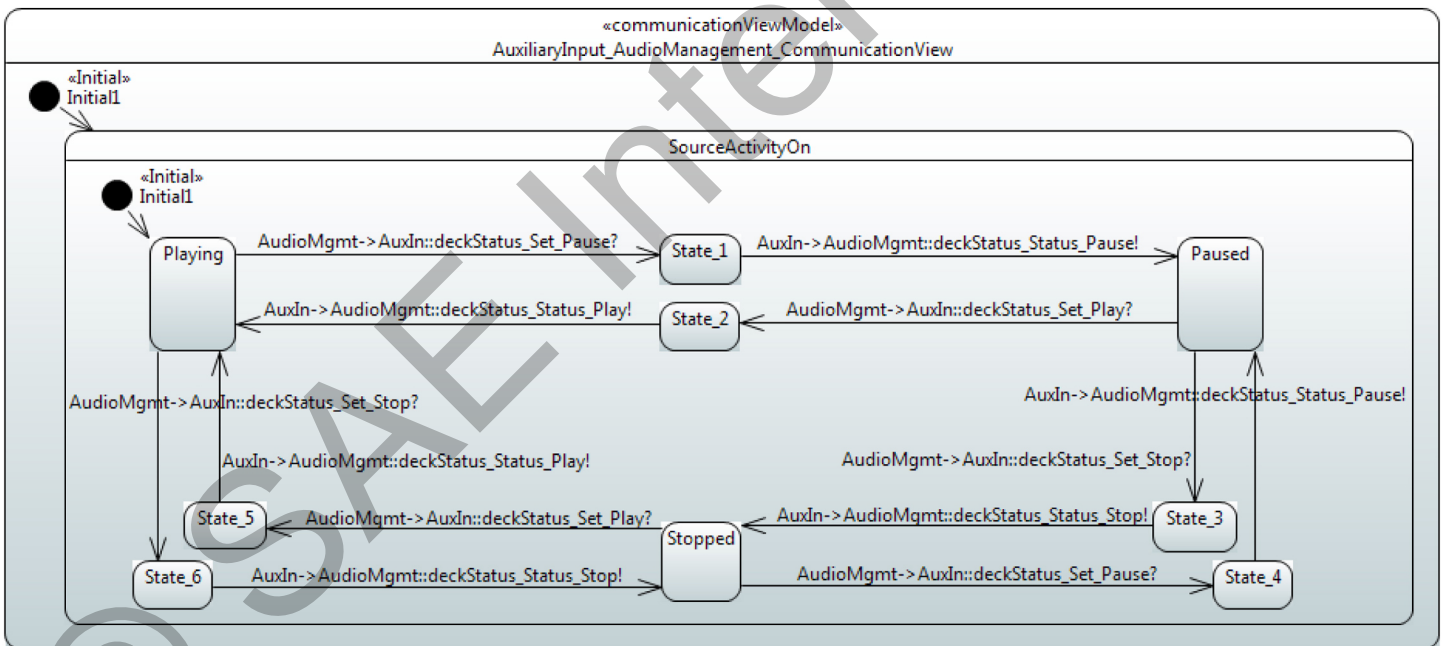 «communicationViewModel»
AuxiliaryInput_AudioManagement_CommunicationView
«Initial»
Initial1
SourceActivityOn
«Initial»
Initial1
Playing
AudioMgmt->AuxIn::deckStatus_Set_Pause?
State_1
AuxIn->AudioMgmt::deckStatus_Status_Pause!
Paused
AuxIn->AudioMgmt::deckStatus_Status_Play!
State_2
AudioMgmt->AuxIn::deckStatus_Set_Play?
AudioMgmt->AuxIn::deckStatus_Set_Stop?
AuxIn->AudioMgmt::deckStatus_Status_Pause!
AuxIn->AudioMgmt::deckStatus_Status_Play!
AudioMgmt->AuxIn::deckStatus_Set_Stop?
State_5
AudioMgmt->AuxIn::deckStatus_Set_Play?
Stopped
AuxIn->AudioMgmt::deckStatus_Status_Stop!
State_3
State_6
AuxIn->AudioMgmt::deckStatus_Status_Stop!
AudioMgmt->AuxIn::deckStatus_Set_Pause?
State_4
© SAE Inter